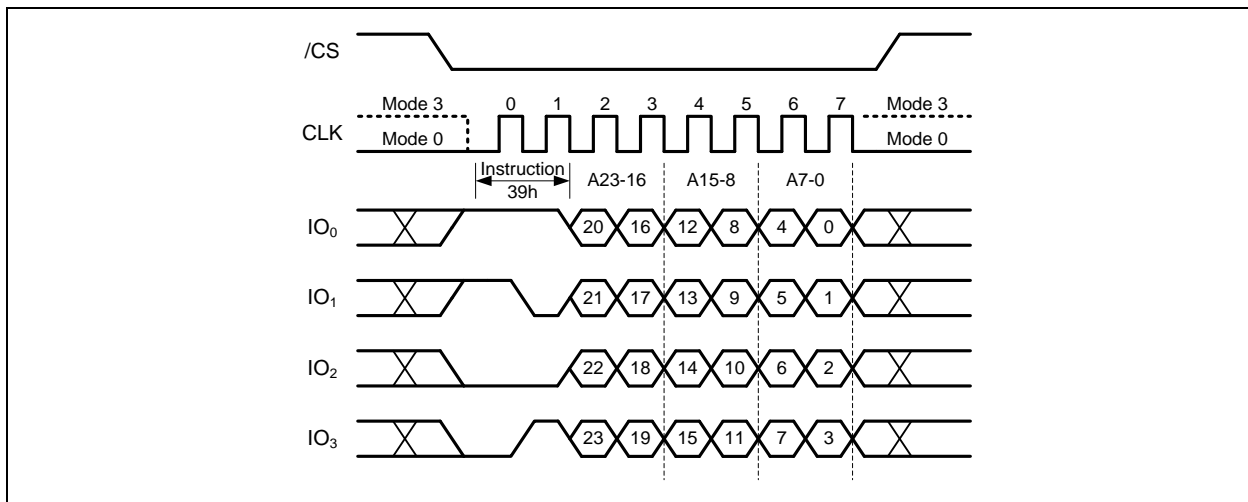 /CS
Mode 3 0 1 2 3 4 5 6 7 Mode 3
CLK Mode 0 Mode 0
Instruction A23-16 A15-8 A7-0
39h
IO0 20 16 12 8 4 0
IO1 21 17 13 9 5 1
IO2 22 18 14 10 6 2
IO3 23 19 15 11 7 3